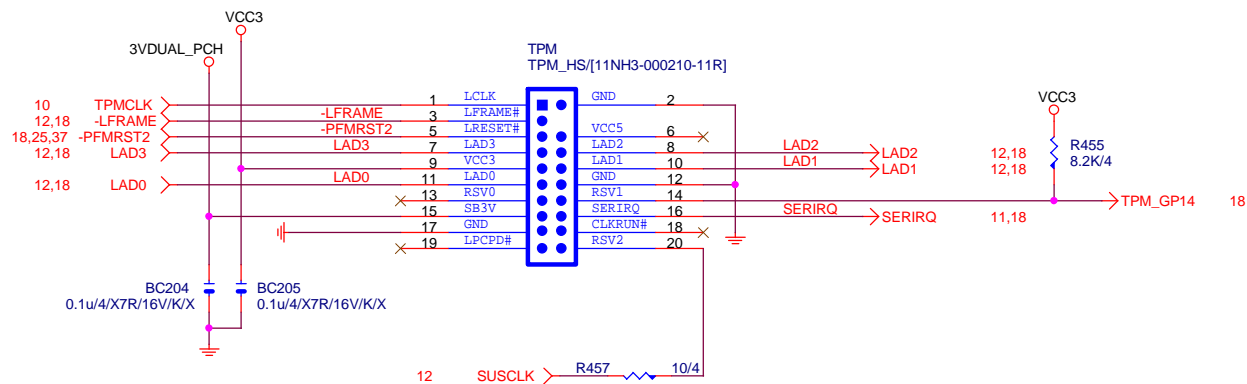 VCC3
3VDUAL_PCH
TPM
TPM_HS/[11NH3-000210-11R]
10 TPMCLK 1 LCLK GND 2
12,18 -LFRAME -LFRAME 3 LFRAME#
18,25,37 -PFMRST2 -PFMRST2 5 LRESET# VCC5 6
12,18 LAD3 LAD3 7 LAD3 LAD2 8 LAD2 LAD2 12,18
9 VCC3 LAD1 10 LAD1 LAD1 12,18
12,18 LAD0 LAD0 11 LAD0 GND 12
13 RSV0 RSV1 14 TPM_GP14 18
15 SB3V SERIRQ 16 SERIRQ SERIRQ 11,18
17 GND CLKRUN# 18
19 LPCPD# RSV2 20
VCC3
R455
8.2K/4
BC204
0.1u/4/X7R/16V/K/X
BC205
0.1u/4/X7R/16V/K/X
12 SUSCLK R457 10/4